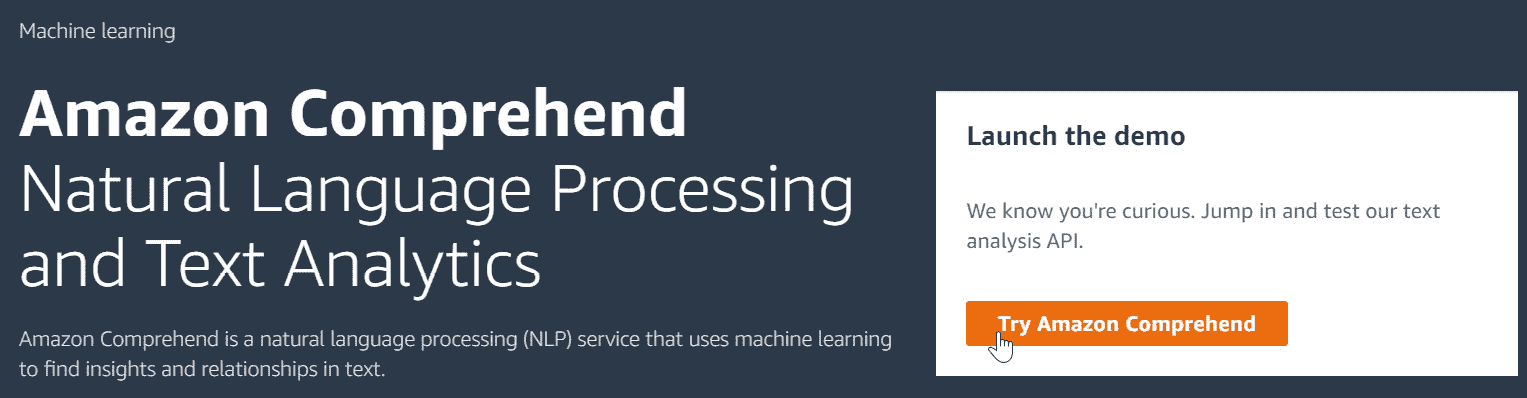 Machine learning
Amazon Comprehend
Natural Language Processing
and Text Analytics
Amazon Comprehend is a natural language processing (NLP) service that uses machine learning
to find insights and relationships in text.
Launch the demo
We know you're curious. Jump in and test our text
analysis API.
Try Amazon Comprehend